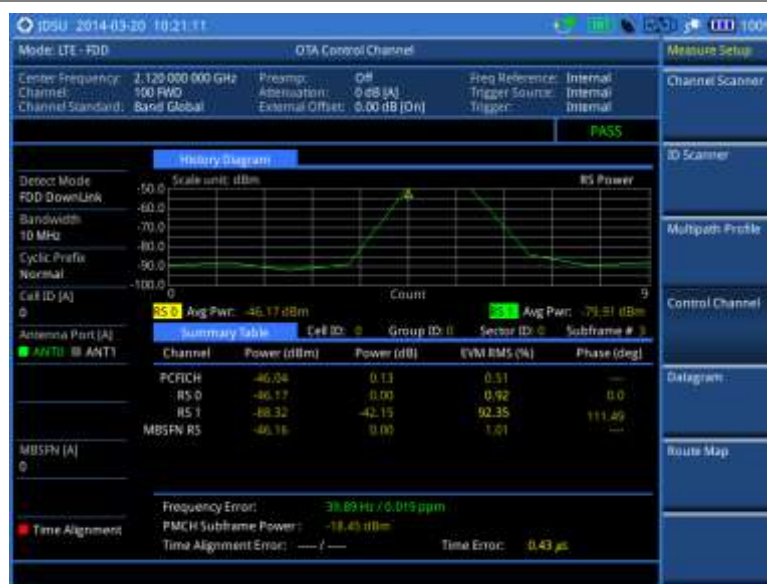 JDSU 2014-03-20 10:21:11 100%
Mode: LTE - FDD OTA Control Channel Measure Setup
Center Frequency: 2.120 000 000 GHz Preamp: Off Freq Reference: Internal
Channel: 100 FWD Attenuation: 0 dB [A] Trigger Source: Internal
Channel Standard: Band Global External Offset: 0.00 dB [On] Trigger: Internal
PASS
Channel Scanner
ID Scanner
Multipath Profile
Control Channel
Datagram
Route Map
Detect Mode
FDD DownLink
Bandwidth
10 MHz
Cyclic Prefix
Normal
Cell ID [A]
0
Antenna Port [A]
ANT0 ANT1
MBSFN [A]
0
Time Alignment
History Diagram
Scale unit: dBm RS Power
-50.0
-60.0
-70.0
-80.0
-90.0
-100.0
0 Count 9
RS 0 Avg Pwr: -46.17 dBm RS 1 Avg Pwr: -79.91 dBm
Summary Table Cell ID: 0 Group ID: 0 Sector ID: 0 Subframe # 3
Channel Power (dBm) Power (dB) EVM RMS (%) Phase (deg)
PCFICH -46.04 0.13 0.51 ----
RS 0 -46.17 0.00 0.92 0.0
RS 1 -88.32 -42.15 92.35 111.49
MBSFN RS -46.16 0.00 1.01 ----
Frequency Error: 39.89 Hz / 0.019 ppm
PMCH Subframe Power: -18.45 dBm
Time Alignment Error: ---- / ---- Time Error: 0.43 µs